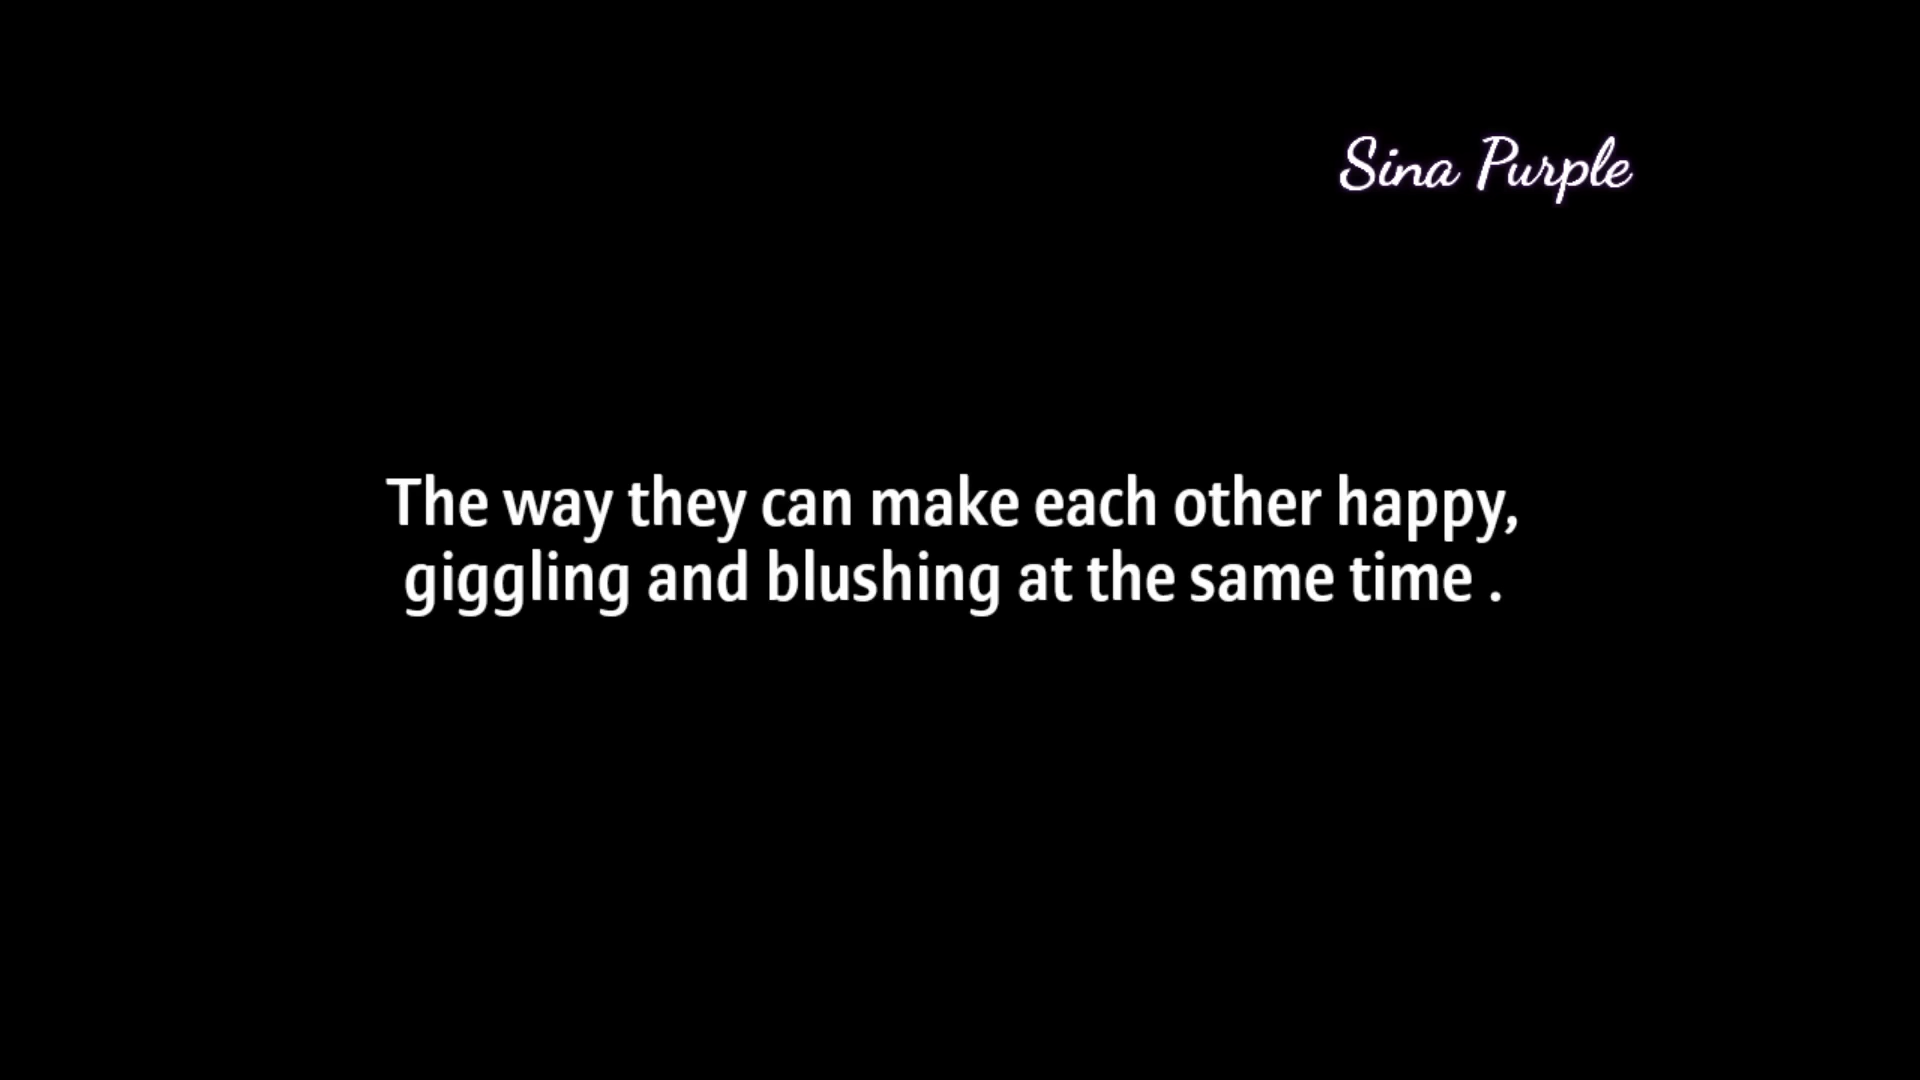 Sina Purple
The way they can make each other happy,
giggling and blushing at the same time .